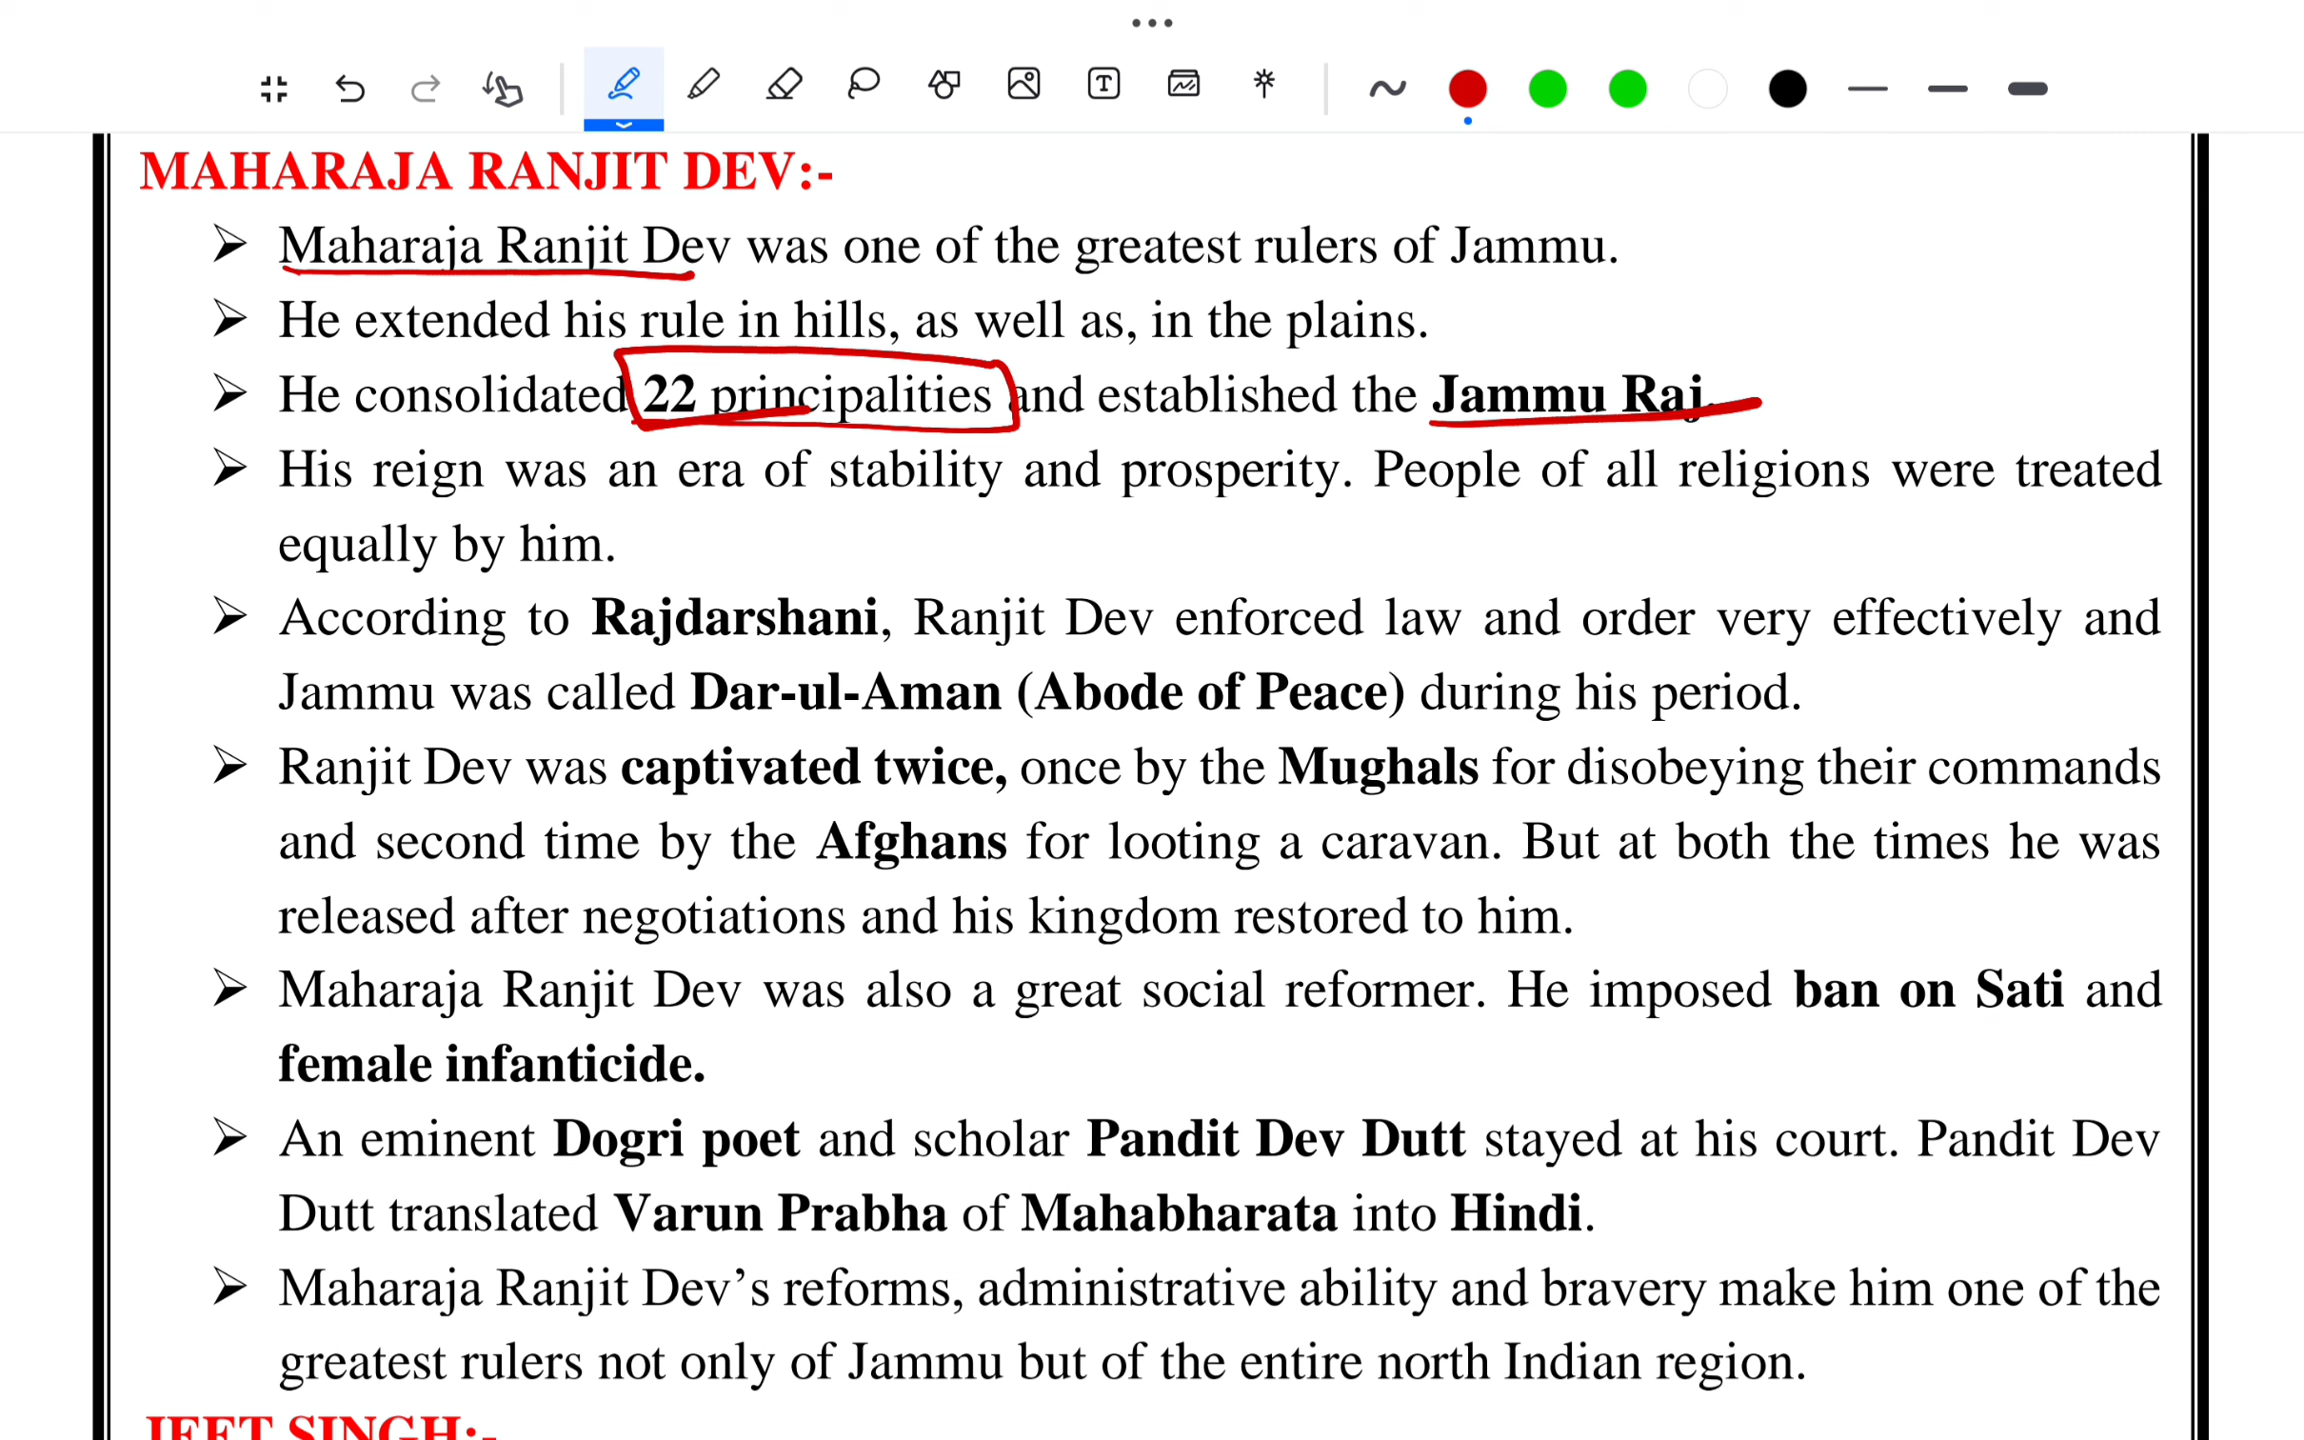 MAHARAJA RANJIT DEV:-
➢ Maharaja Ranjit Dev was one of the greatest rulers of Jammu.
➢ He extended his rule in hills, as well as, in the plains.
➢ He consolidated 22 principalities and established the Jammu Raj.
➢ His reign was an era of stability and prosperity. People of all religions were treated
equally by him.
➢ According to Rajdarshani, Ranjit Dev enforced law and order very effectively and
Jammu was called Dar-ul-Aman (Abode of Peace) during his period.
➢ Ranjit Dev was captivated twice, once by the Mughals for disobeying their commands
and second time by the Afghans for looting a caravan. But at both the times he was
released after negotiations and his kingdom restored to him.
➢ Maharaja Ranjit Dev was also a great social reformer. He imposed ban on Sati and
female infanticide.
➢ An eminent Dogri poet and scholar Pandit Dev Dutt stayed at his court. Pandit Dev
Dutt translated Varun Prabha of Mahabharata into Hindi.
➢ Maharaja Ranjit Dev’s reforms, administrative ability and bravery make him one of the
greatest rulers not only of Jammu but of the entire north Indian region.
JEET SINGH:-